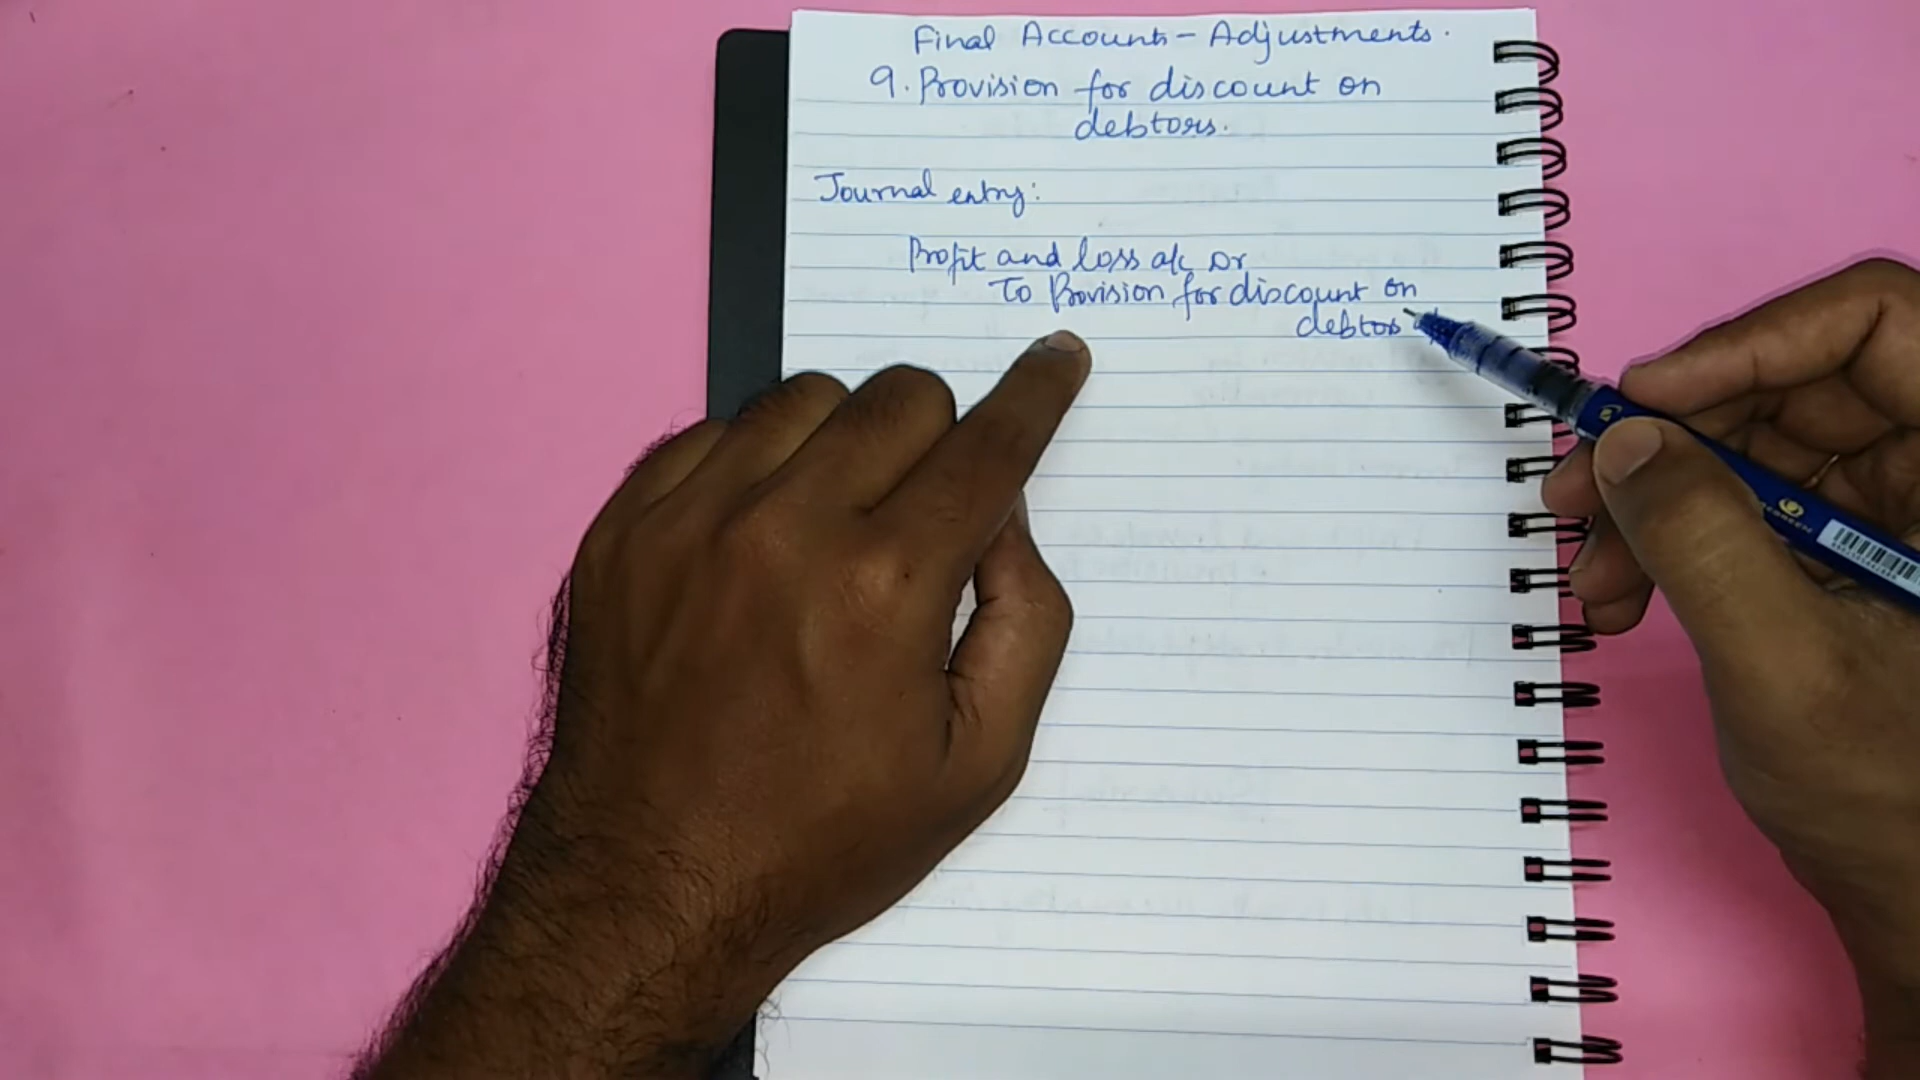 Final Accounts - Adjustments.
9. Provision for discount on
debtors.
Journal entry:
Profit and loss a/c Dr
To Provision for discount on
debtors